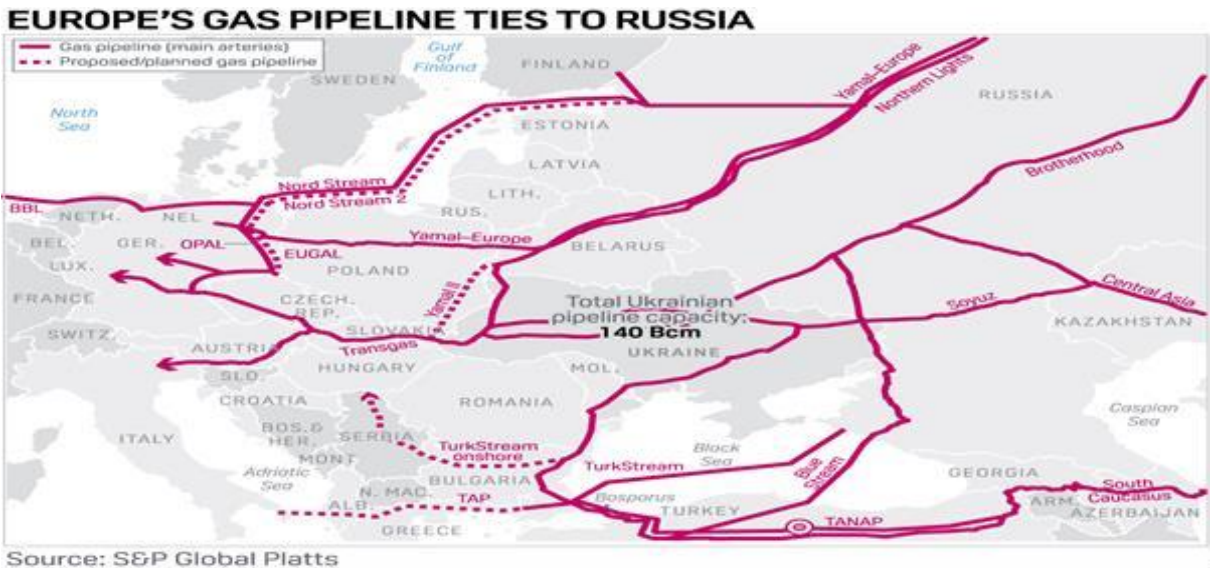 EUROPE'S GAS PIPELINE TIES TO RUSSIA
Gas pipeline (main arteries)
Proposed/planned gas pipeline
Gulf
of
Finland
FINLAND
SWEDEN
North
Sea
Yamal–Europe
Northern Lights
RUSSIA
ESTONIA
LATVIA
LITH.
RUS.
Brotherhood
Nord Stream
Nord Stream 2
BBL
NETH.
NEL
BEL.
GER.
OPAL
EUGAL
Yamal–Europe
BELARUS
LUX.
POLAND
FRANCE
CZECH.
REP.
Yamal II
Total Ukrainian
pipeline capacity:
140 Bcm
Soyuz
Central Asia
KAZAKHSTAN
SWITZ.
SLOVAKIA
AUSTRIA
Transgas
UKRAINE
SLO.
HUNGARY
MOL.
CROATIA
ROMANIA
Caspian
Sea
ITALY
BOS.&
HER.
SERBIA
MONT
TurkStream
onshore
Black
Sea
TurkStream
Blue
Stream
Adriatic
Sea
BULGARIA
GEORGIA
N. MAC.
ALB.
TAP
Bosporus
TURKEY
TANAP
South
Caucasus
ARM.
AZERBAIJAN
GREECE
Source: S&P Global Platts